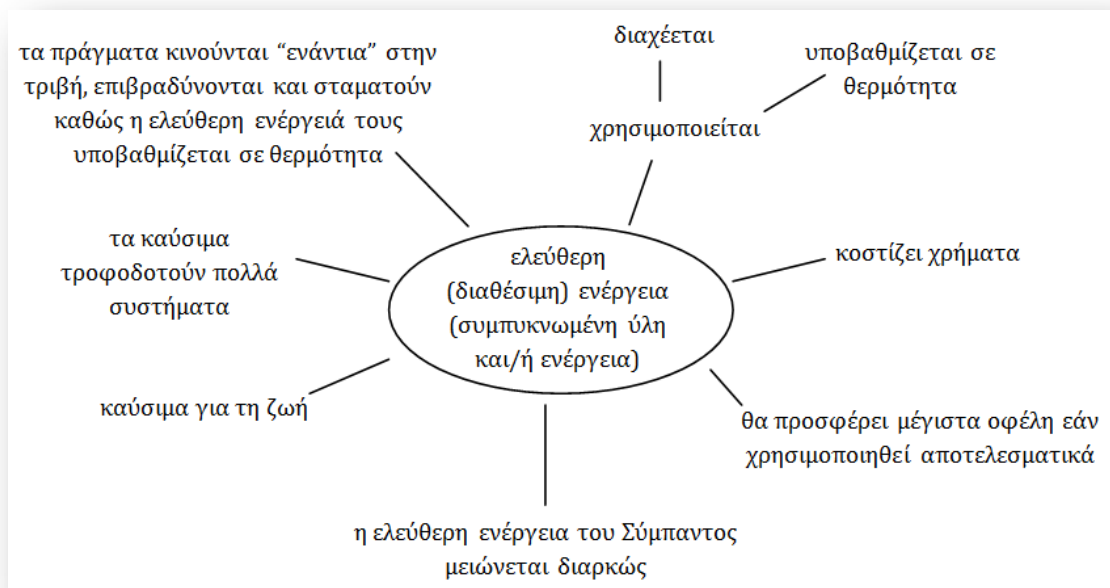 τα πράγματα κινούνται “ενάντια” στην
τριβή, επιβραδύνονται και σταματούν
καθώς η ελεύθερη ενέργειά τους
υποβαθμίζεται σε θερμότητα
διαχέεται
υποβαθμίζεται σε
θερμότητα
χρησιμοποιείται
τα καύσιμα
τροφοδοτούν πολλά
συστήματα
ελεύθερη
(διαθέσιμη) ενέργεια
(συμπυκνωμένη ύλη
και/ή ενέργεια)
κοστίζει χρήματα
καύσιμα για τη ζωή
θα προσφέρει μέγιστα οφέλη εάν
χρησιμοποιηθεί αποτελεσματικά
η ελεύθερη ενέργεια του Σύμπαντος
μειώνεται διαρκώς